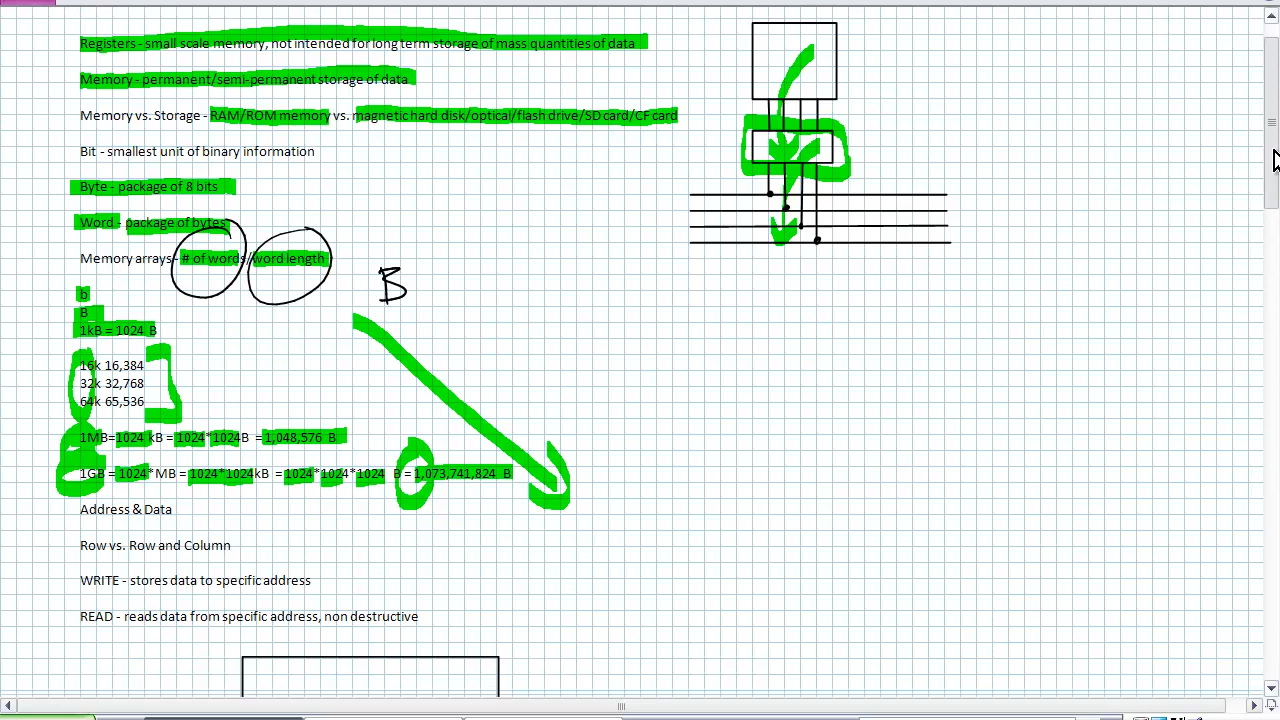 Registers - small scale memory, not intended for long term storage of mass quantities of data
Memory - permanent/semi-permanent storage of data
Memory vs. Storage - RAM/ROM memory vs. magnetic hard disk/optical/flash drive/SD card/CF card
Bit - smallest unit of binary information
Byte - package of 8 bits
Word - package of bytes
Memory arrays - # of words/word length
B
b
B
1kB = 1024 B
16k 16,384
32k 32,768
64k 65,536
1MB=1024 kB = 1024*1024B = 1,048,576 B
1GB = 1024*MB = 1024*1024kB = 1024*1024*1024 B = 1,073,741,824 B
Address & Data
Row vs. Row and Column
WRITE - stores data to specific address
READ - reads data from specific address, non destructive